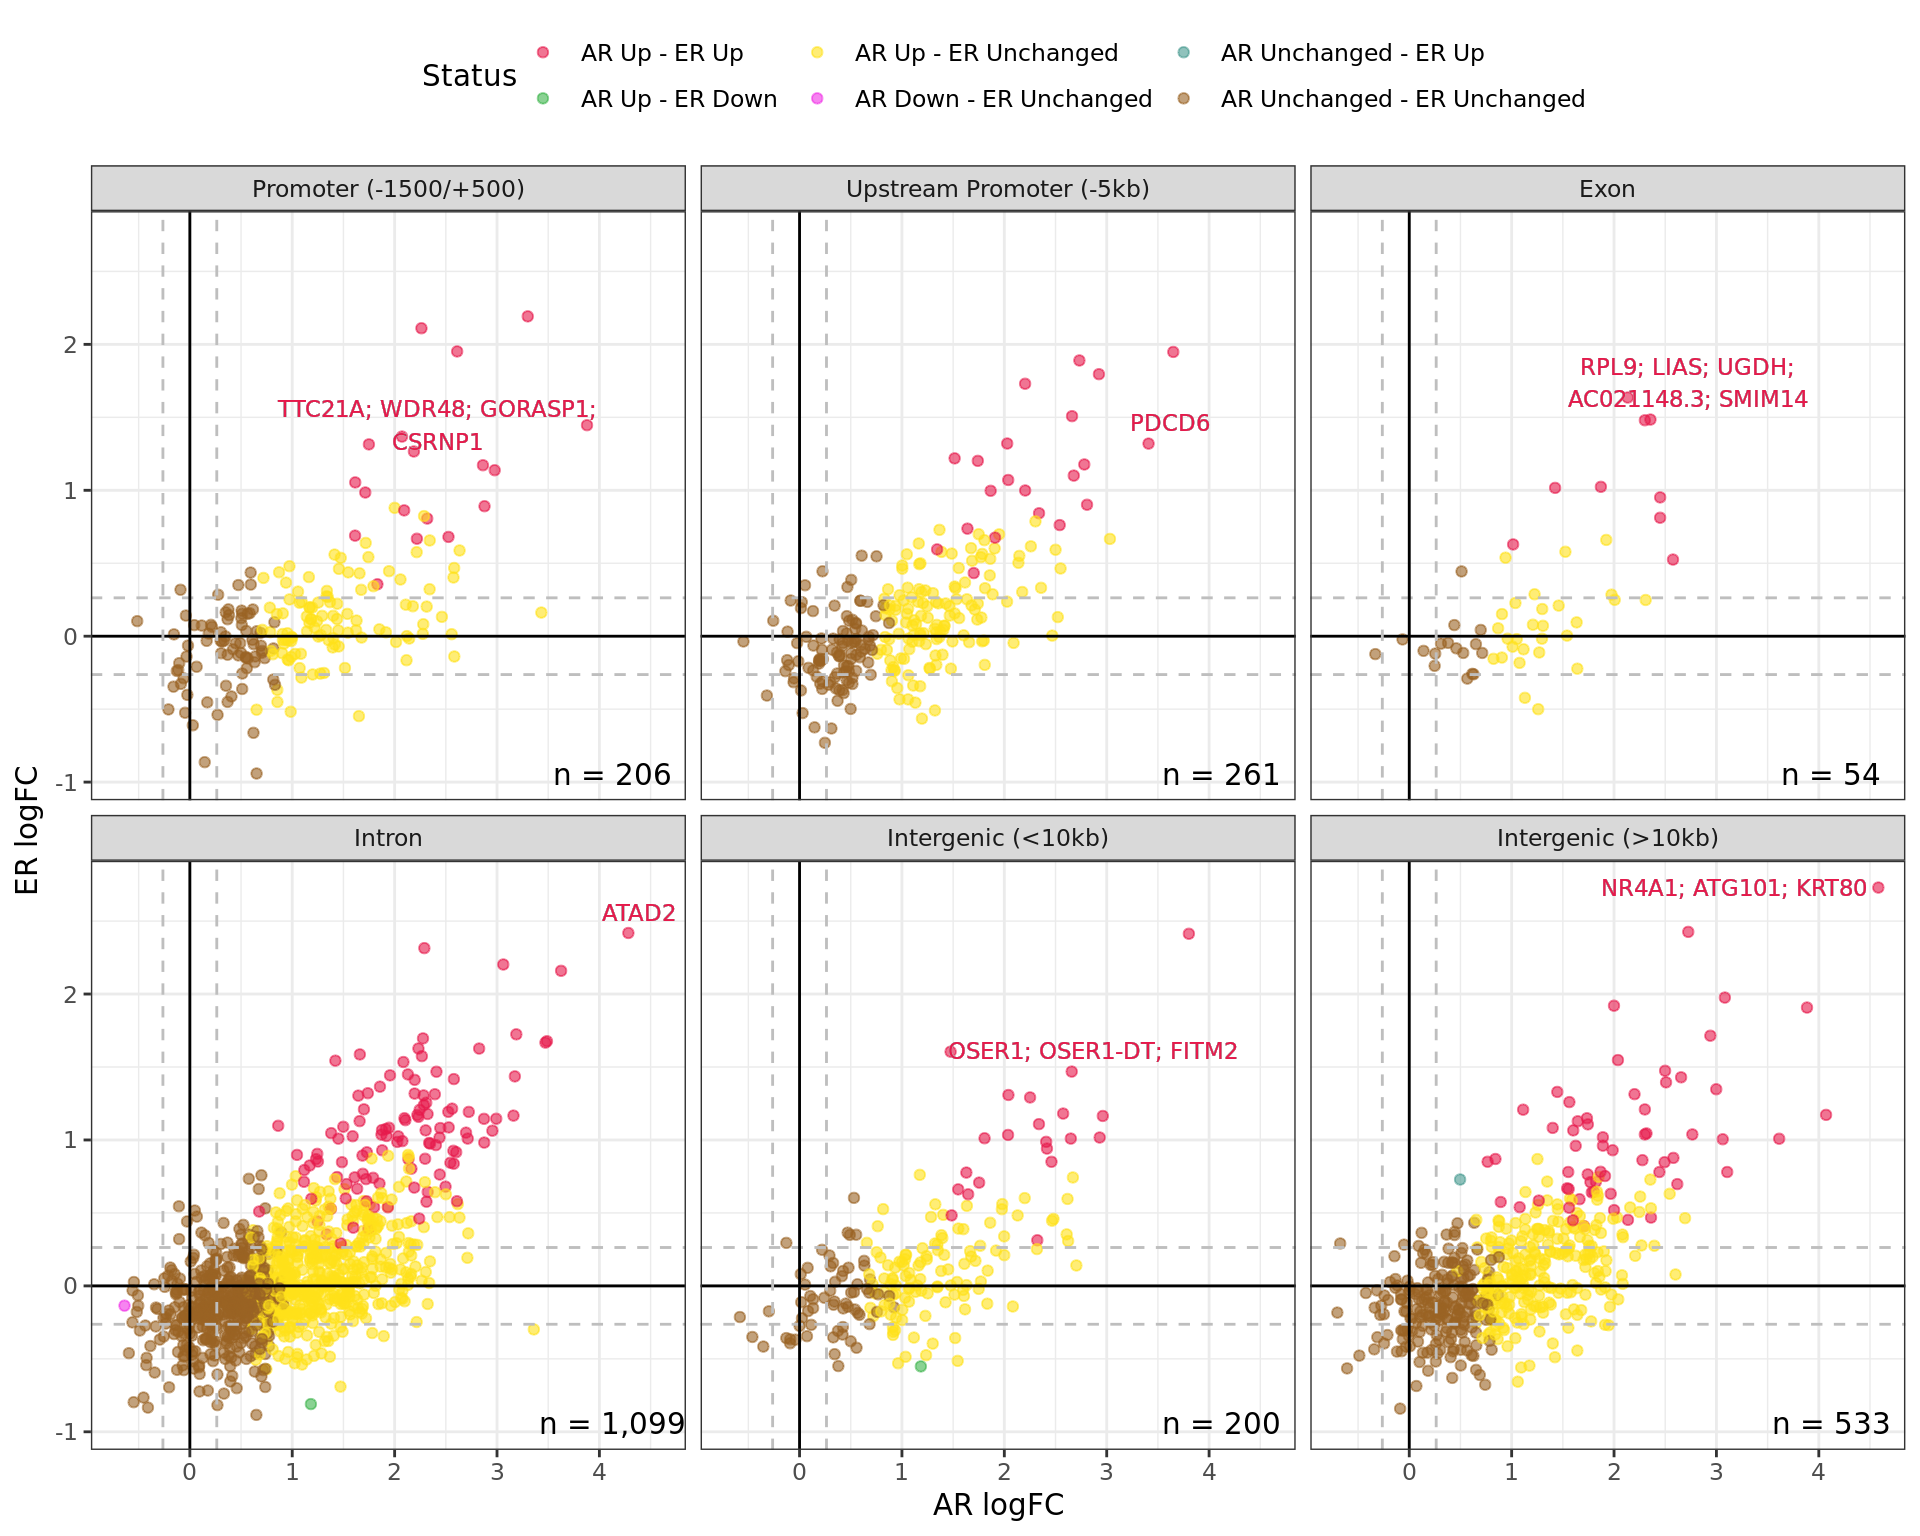 Status
AR Up - ER Up
AR Up - ER Unchanged
AR Unchanged - ER Up
AR Up - ER Down
AR Down - ER Unchanged
AR Unchanged - ER Unchanged
Promoter (-1500/+500)
Upstream Promoter (-5kb)
Exon
2
1
0
-1
TTC21A; WDR48; GORASP1;
CSRNP1
n = 206
PDCD6
n = 261
RPL9; LIAS; UGDH;
AC021148.3; SMIM14
n = 54
ER logFC
Intron
Intergenic (<10kb)
Intergenic (>10kb)
2
1
0
-1
ATAD2
n = 1,099
OSER1; OSER1-DT; FITM2
n = 200
NR4A1; ATG101; KRT80
n = 533
0 1 2 3 4
0 1 2 3 4
0 1 2 3 4
AR logFC